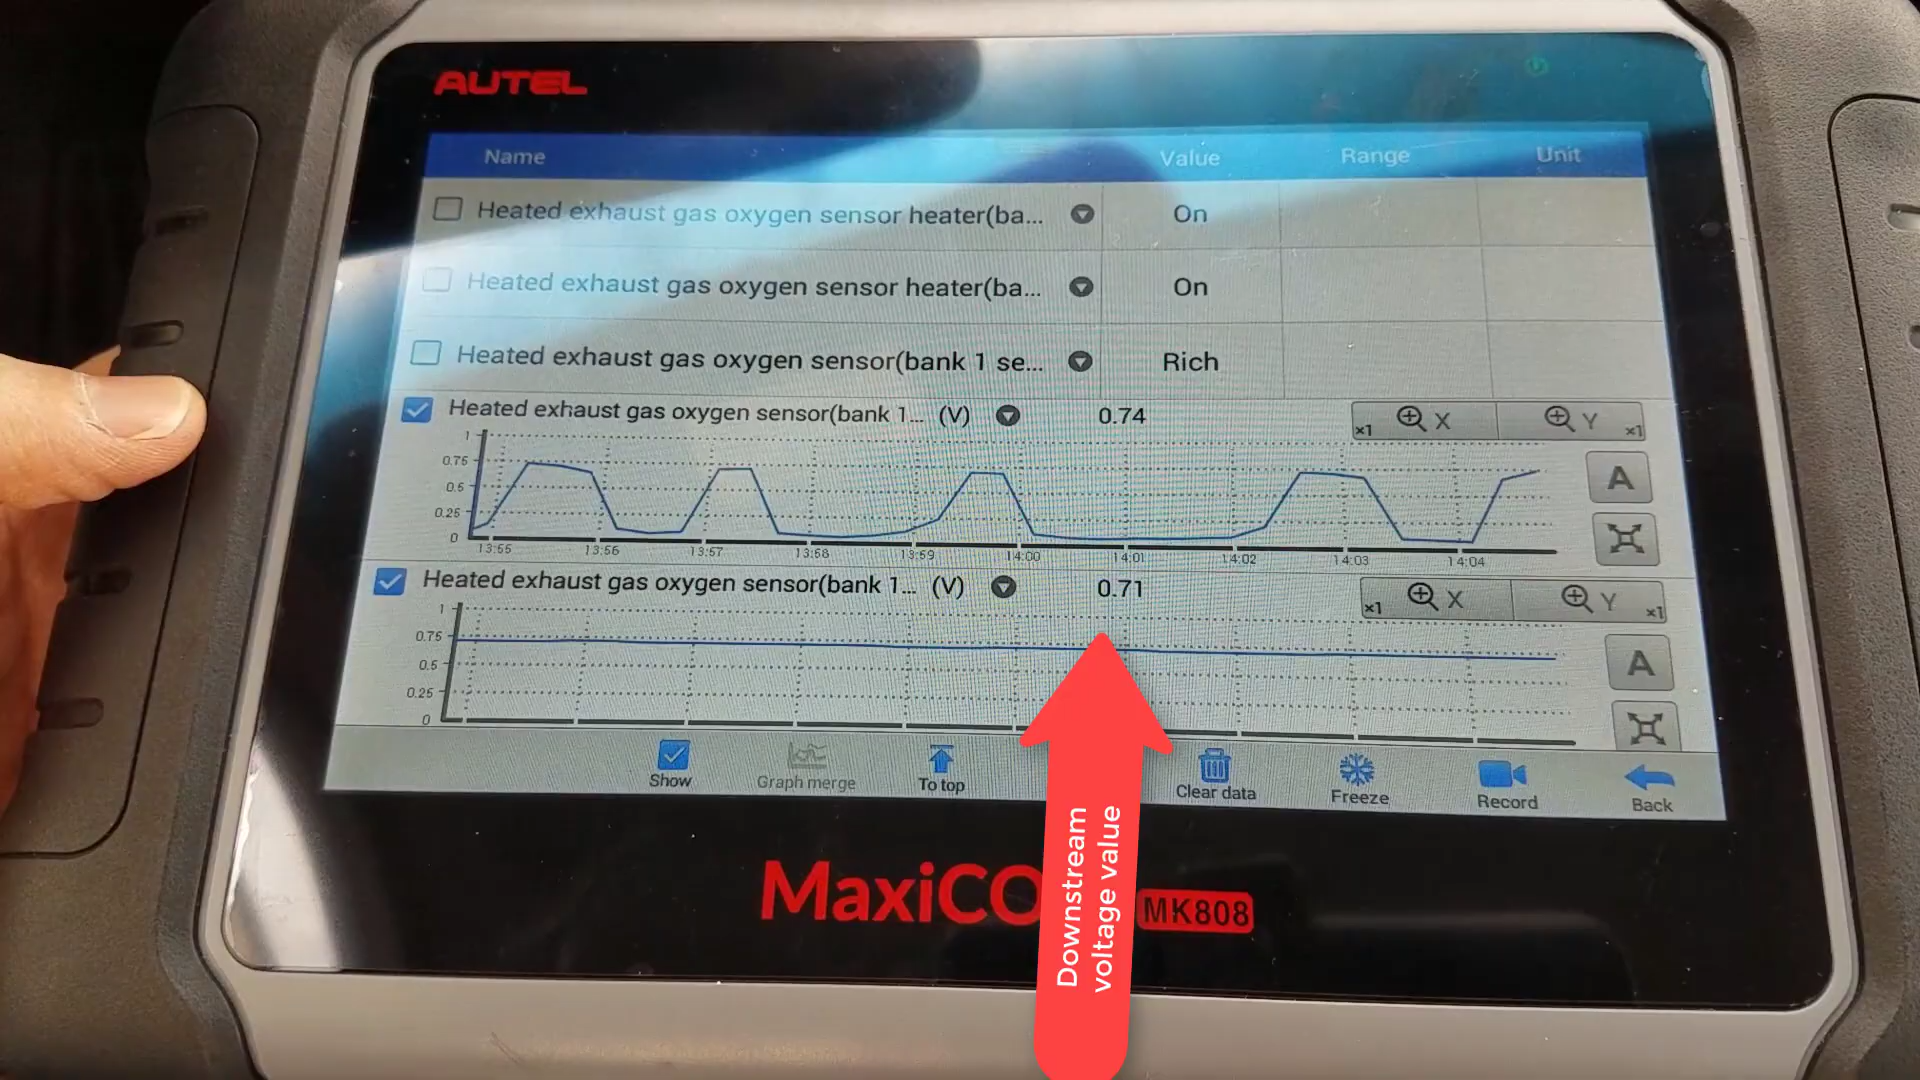 AUTEL
Name Value Range Unit
Heated exhaust gas oxygen sensor heater(ba... On
Heated exhaust gas oxygen sensor heater(ba... On
Heated exhaust gas oxygen sensor(bank 1 se... Rich
Heated exhaust gas oxygen sensor(bank 1... (V) 0.74 ×1 X Y ×1
1
0.75
0.5
0.25
0
A
13:55 13:56 13:57 13:58 13:59 14:00 14:01 14:02 14:03 14:04
Heated exhaust gas oxygen sensor(bank 1... (V) 0.71 ×1 X Y ×1
1
0.75
0.5
0.25
0
A
Show Graph merge To top Clear data Freeze Record Back
MaxiCO MK808
Downstream
voltage value